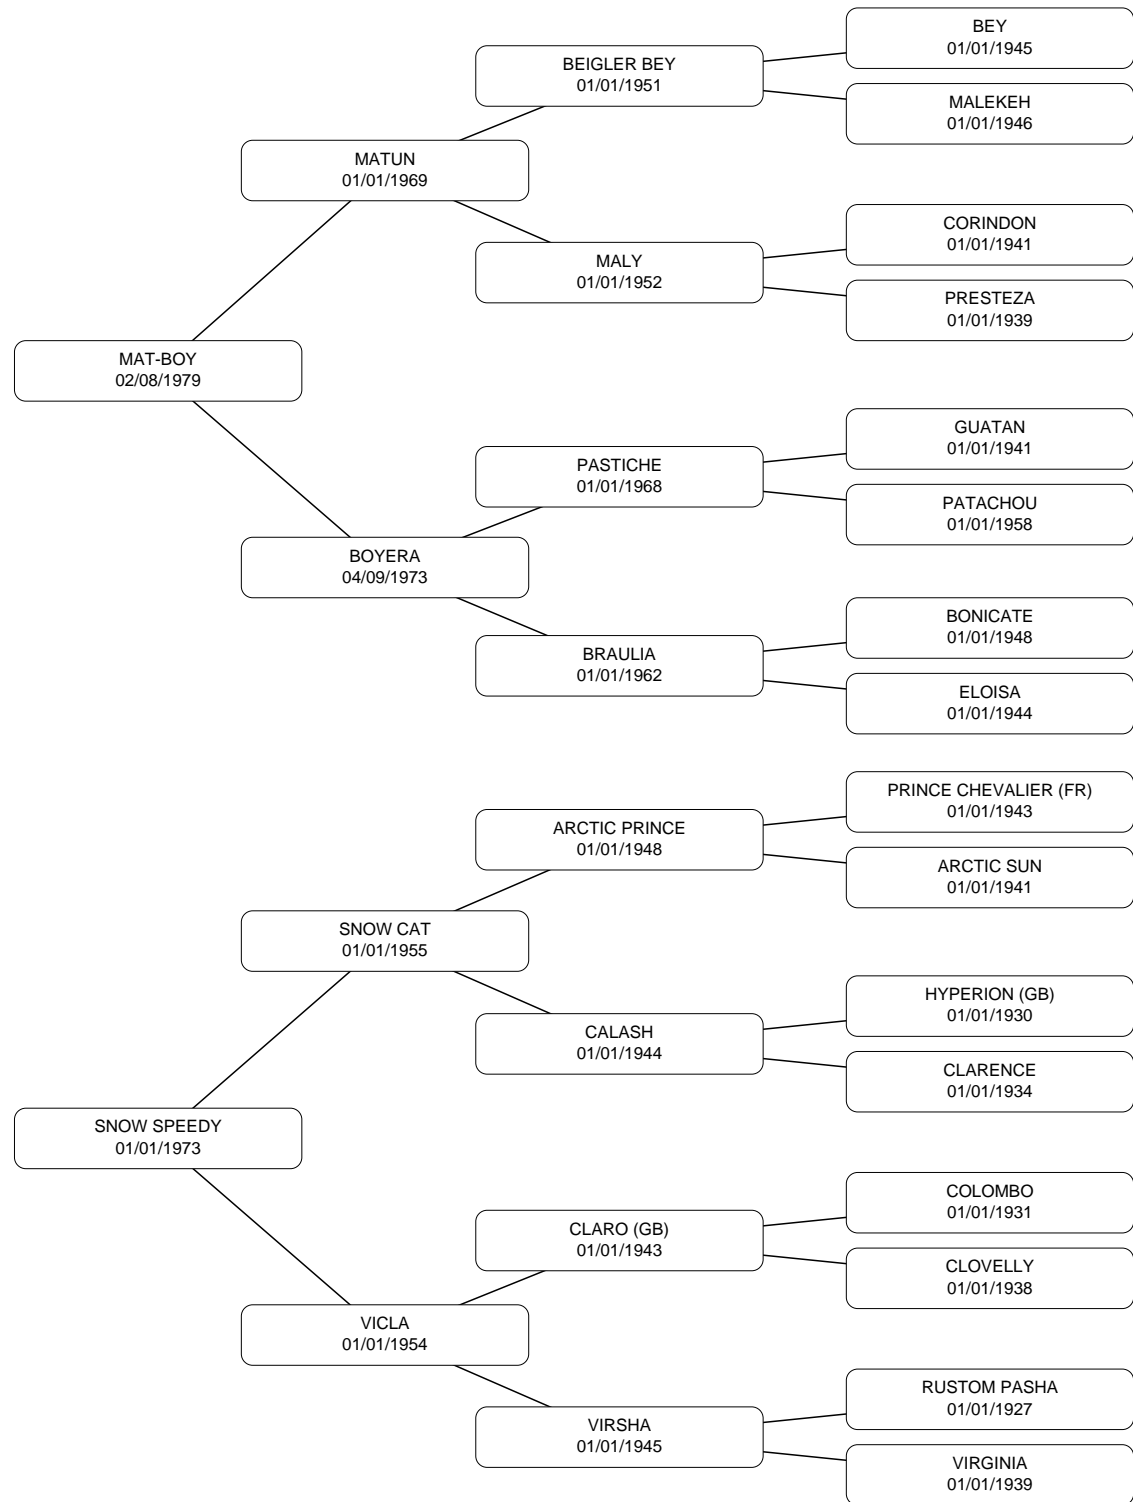 BEY
01/01/1945
BEIGLER BEY
01/01/1951
MALEKEH
01/01/1946
MATUN
01/01/1969
CORINDON
01/01/1941
MALY
01/01/1952
PRESTEZA
01/01/1939
MAT-BOY
02/08/1979
GUATAN
01/01/1941
PASTICHE
01/01/1968
PATACHOU
01/01/1958
BOYERA
04/09/1973
BONICATE
01/01/1948
BRAULIA
01/01/1962
ELOISA
01/01/1944
PRINCE CHEVALIER (FR)
01/01/1943
ARCTIC PRINCE
01/01/1948
ARCTIC SUN
01/01/1941
SNOW CAT
01/01/1955
HYPERION (GB)
01/01/1930
CALASH
01/01/1944
CLARENCE
01/01/1934
SNOW SPEEDY
01/01/1973
COLOMBO
01/01/1931
CLARO (GB)
01/01/1943
CLOVELLY
01/01/1938
VICLA
01/01/1954
RUSTOM PASHA
01/01/1927
VIRSHA
01/01/1945
VIRGINIA
01/01/1939